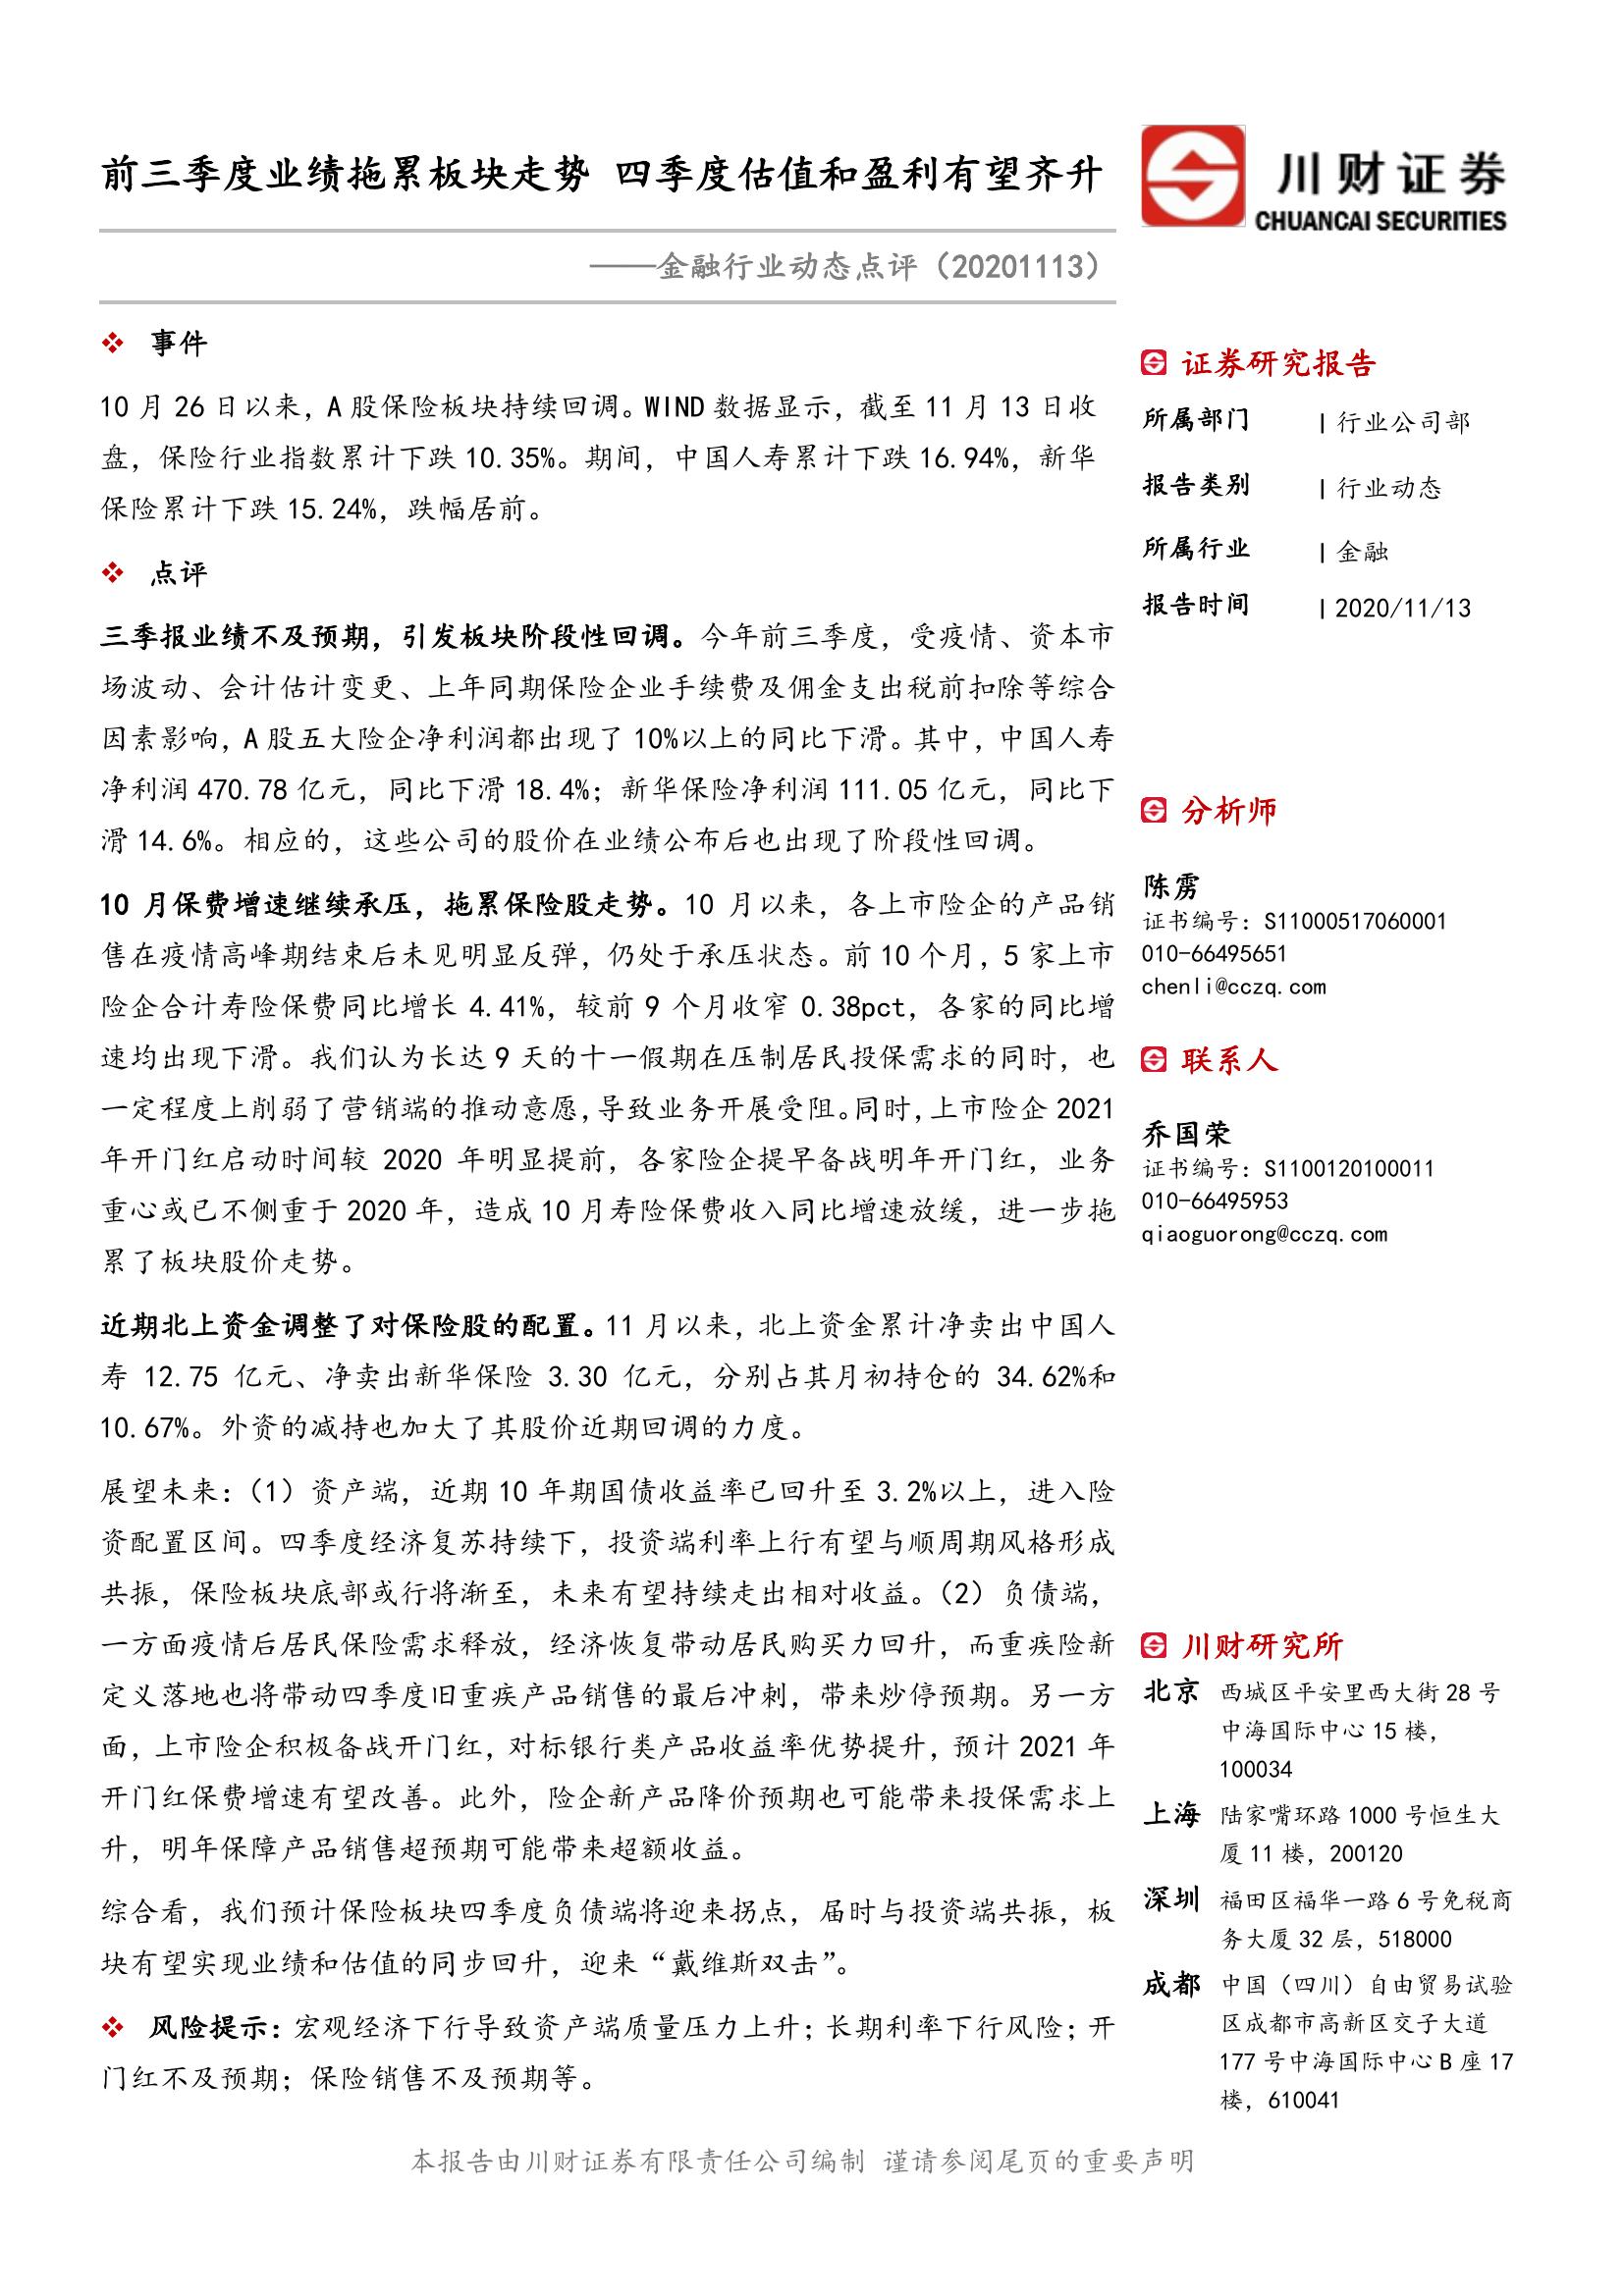 前三季度业绩拖累板块走势 四季度估值和盈利有望齐升
川财证券
CHUANCAI SECURITIES
——金融行业动态点评（20201113）
事件
10 月 26 日以来，A 股保险板块持续回调。WIND 数据显示，截至 11 月 13 日收
盘，保险行业指数累计下跌 10.35%。期间，中国人寿累计下跌 16.94%，新华
保险累计下跌 15.24%，跌幅居前。
点评
三季报业绩不及预期，引发板块阶段性回调。今年前三季度，受疫情、资本市
场波动、会计估计变更、上年同期保险企业手续费及佣金支出税前扣除等综合
因素影响，A 股五大险企净利润都出现了 10%以上的同比下滑。其中，中国人寿
净利润 470.78 亿元，同比下滑 18.4%；新华保险净利润 111.05 亿元，同比下
滑 14.6%。相应的，这些公司的股价在业绩公布后也出现了阶段性回调。
10 月保费增速继续承压，拖累保险股走势。10 月以来，各上市险企的产品销
售在疫情高峰期结束后未见明显反弹，仍处于承压状态。前 10 个月，5 家上市
险企合计寿险保费同比增长 4.41%，较前 9 个月收窄 0.38pct，各家的同比增
速均出现下滑。我们认为长达 9 天的十一假期在压制居民投保需求的同时，也
一定程度上削弱了营销端的推动意愿，导致业务开展受阻。同时，上市险企 2021
年开门红启动时间较 2020 年明显提前，各家险企提早备战明年开门红，业务
重心或已不侧重于 2020 年，造成 10 月寿险保费收入同比增速放缓，进一步拖
累了板块股价走势。
近期北上资金调整了对保险股的配置。11 月以来，北上资金累计净卖出中国人
寿 12.75 亿元、净卖出新华保险 3.30 亿元，分别占其月初持仓的 34.62%和
10.67%。外资的减持也加大了其股价近期回调的力度。
展望未来：（1）资产端，近期 10 年期国债收益率已回升至 3.2%以上，进入险
资配置区间。四季度经济复苏持续下，投资端利率上行有望与顺周期风格形成
共振，保险板块底部或行将渐至，未来有望持续走出相对收益。（2）负债端，
一方面疫情后居民保险需求释放，经济恢复带动居民购买力回升，而重疾险新
定义落地也将带动四季度旧重疾产品销售的最后冲刺，带来炒停预期。另一方
面，上市险企积极备战开门红，对标银行类产品收益率优势提升，预计 2021 年
开门红保费增速有望改善。此外，险企新产品降价预期也可能带来投保需求上
升，明年保障产品销售超预期可能带来超额收益。
综合看，我们预计保险板块四季度负债端将迎来拐点，届时与投资端共振，板
块有望实现业绩和估值的同步回升，迎来“戴维斯双击”。
风险提示：宏观经济下行导致资产端质量压力上升；长期利率下行风险；开
门红不及预期；保险销售不及预期等。
证券研究报告
所属部门 | 行业公司部
报告类别 | 行业动态
所属行业 | 金融
报告时间 | 2020/11/13
分析师
陈雳
证书编号：S11000517060001
010-66495651
chenli@cczq.com
联系人
乔国荣
证书编号：S1100120100011
010-66495953
qiaoguorong@cczq.com
川财研究所
北京 西城区平安里西大街 28 号
中海国际中心 15 楼，
100034
上海 陆家嘴环路 1000 号恒生大
厦 11 楼，200120
深圳 福田区福华一路 6 号免税商
务大厦 32 层，518000
成都 中国（四川）自由贸易试验
区成都市高新区交子大道
177 号中海国际中心 B 座 17
楼，610041
本报告由川财证券有限责任公司编制 谨请参阅尾页的重要声明